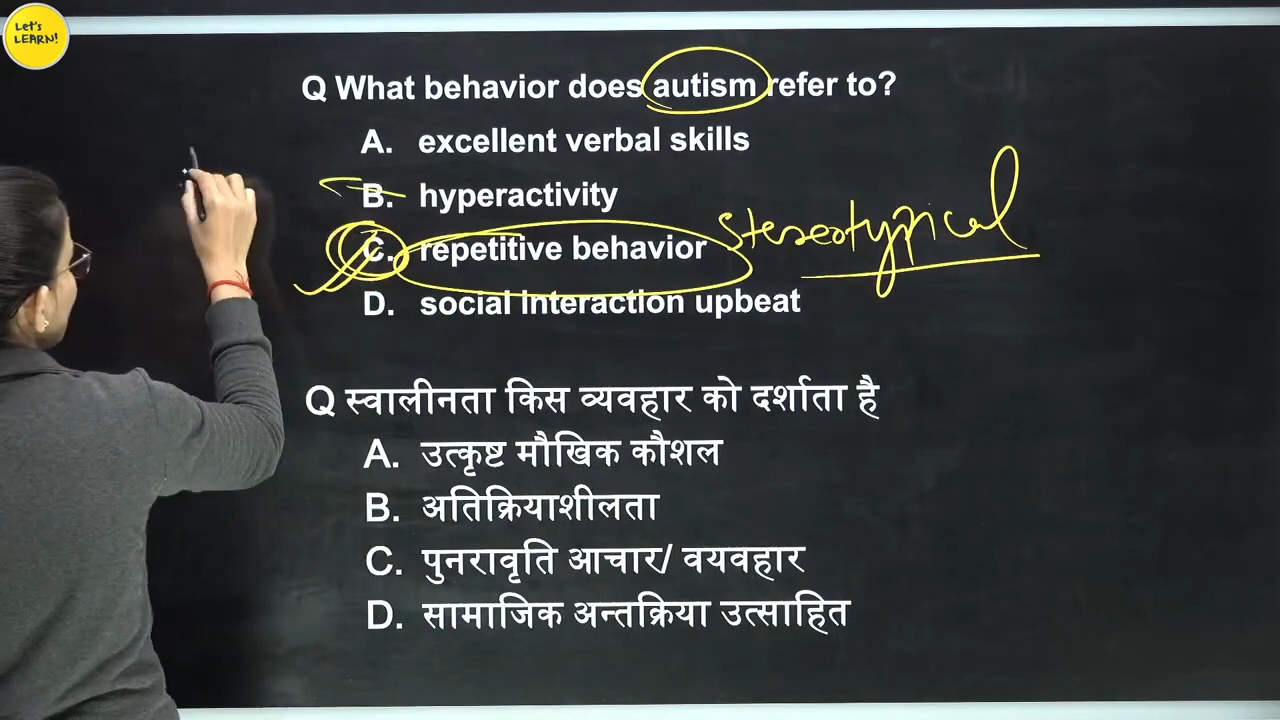 Let's
LEARN!
Q What behavior does autism refer to?
A. excellent verbal skills
B. hyperactivity
C. repetitive behavior stereotypical
D. social interaction upbeat
Q स्वालीनता किस व्यवहार को दर्शाता है
A. उत्कृष्ट मौखिक कौशल
B. अतिक्रियाशीलता
C. पुनरावृति आचार/ वयवहार
D. सामाजिक अन्तक्रिया उत्साहित